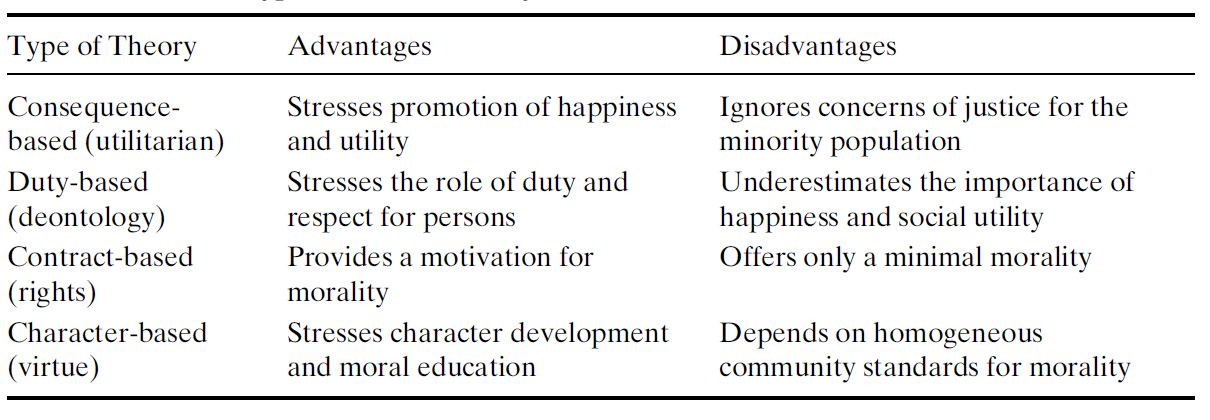 Type of Theory Advantages Disadvantages
Consequence- Stresses promotion of happiness Ignores concerns of justice for the
based (utilitarian) and utility minority population
Duty-based Stresses the role of duty and Underestimates the importance of
(deontology) respect for persons happiness and social utility
Contract-based Provides a motivation for Offers only a minimal morality
(rights) morality
Character-based Stresses character development Depends on homogeneous
(virtue) and moral education community standards for morality